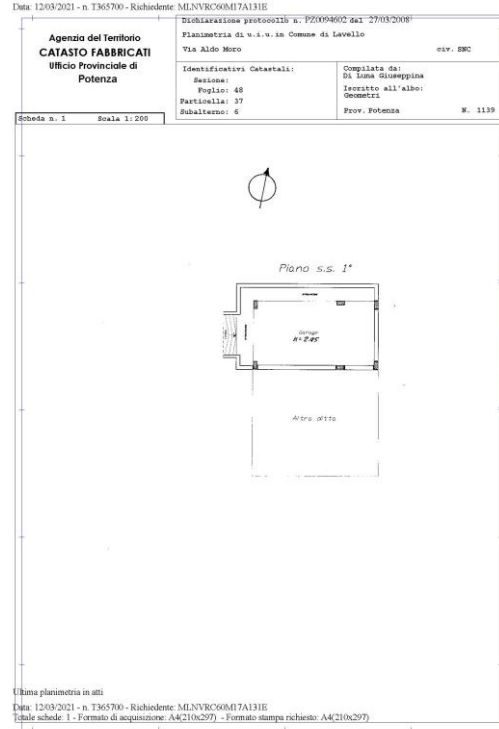 Data: 12/03/2021 - n. T365700 - Richiedente: MLNVRC60M17A131E
Agenzia del Territorio
CATASTO FABBRICATI
Ufficio Provinciale di
Potenza
Scheda n. 1 Scala 1:200
Dichiarazione protocollo n. PZ0094602 del 27/03/2008
Planimetria di u.i.u.in Comune di Lavello
Via Aldo Moro civ. SNC
Identificativi Catastali:
Sezione:
Foglio: 48
Particella: 37
Subalterno: 6
Compilata da:
Di Luna Giuseppina
Iscritto all'albo:
Geometri
Prov. Potenza N. 1139
Piano s.s. 1°
Garage
H= 2.45
Altra ditta
Ultima planimetria in atti
Data: 12/03/2021 - n. T365700 - Richiedente: MLNVRC60M17A131E
Totale schede: 1 - Formato di acquisizione: A4(210x297) - Formato stampa richiesto: A4(210x297)